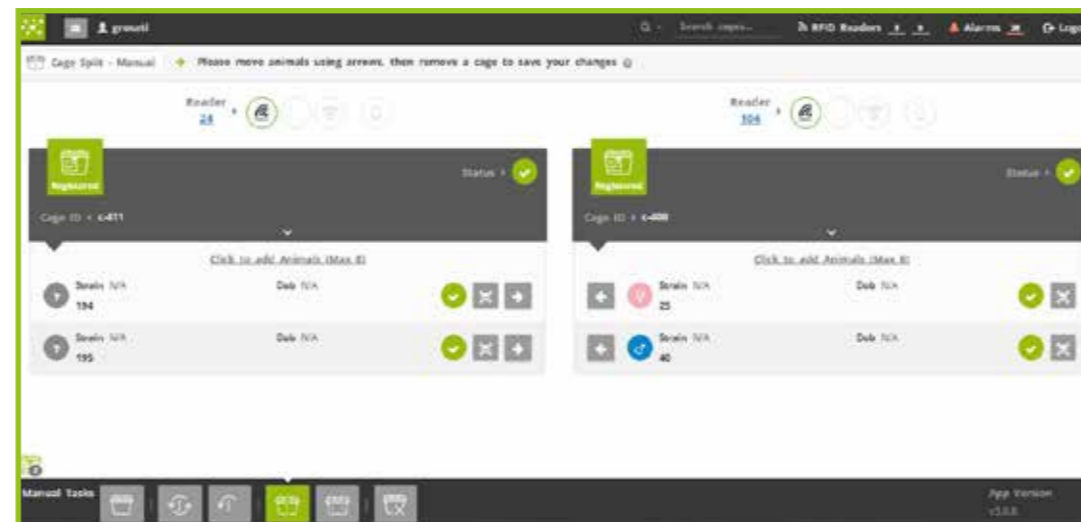 Search cages...
RFID Readers
Alarms
Cage Split - Manual
Please move animals using arrows, then remove a cage to save your changes
Reader
24
Reader
104
Registered
Status
Registered
Status
Cage ID
c-411
Cage ID
Click to add Animals (Max 8)
Click to add Animals (Max 8)
Strain N/A
Dob N/A
194
Strain N/A
Dob N/A
25
Strain N/A
Dob N/A
195
Strain N/A
Dob N/A
40
Manual Tasks
App Version